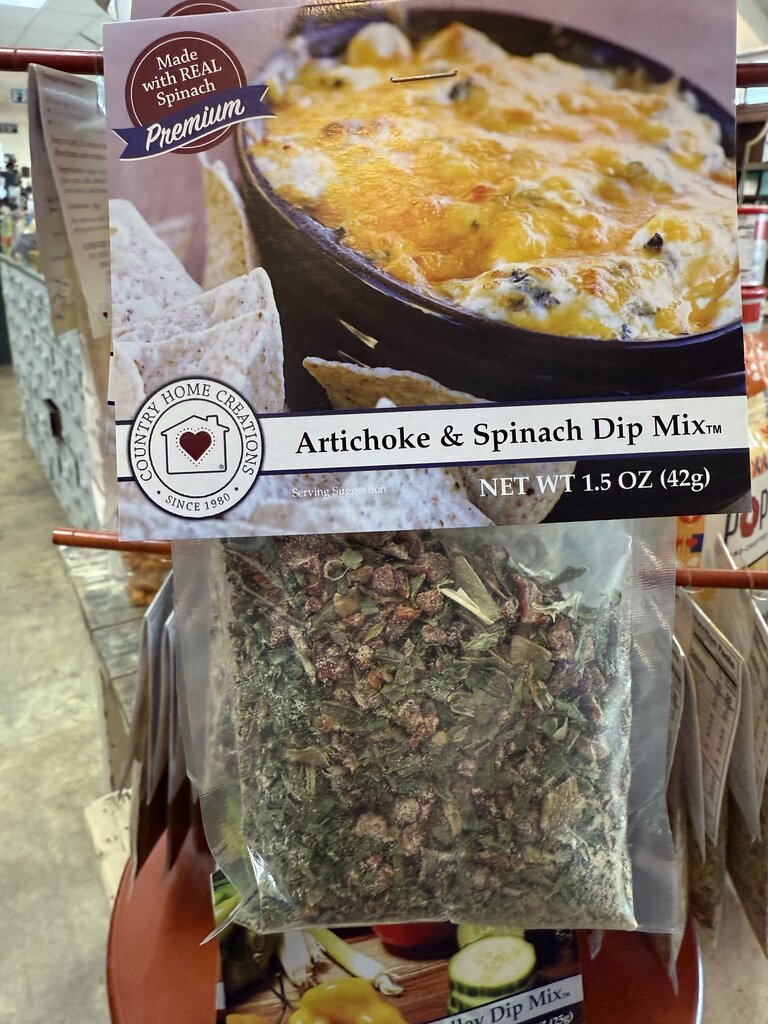 Made
with REAL
Spinach
Premium
COUNTRY HOME CREATIONS
• SINCE 1980 •
®
Artichoke & Spinach Dip Mix™
Serving Suggestion
NET WT 1.5 OZ (42g)
Dip Mix™
(25g)